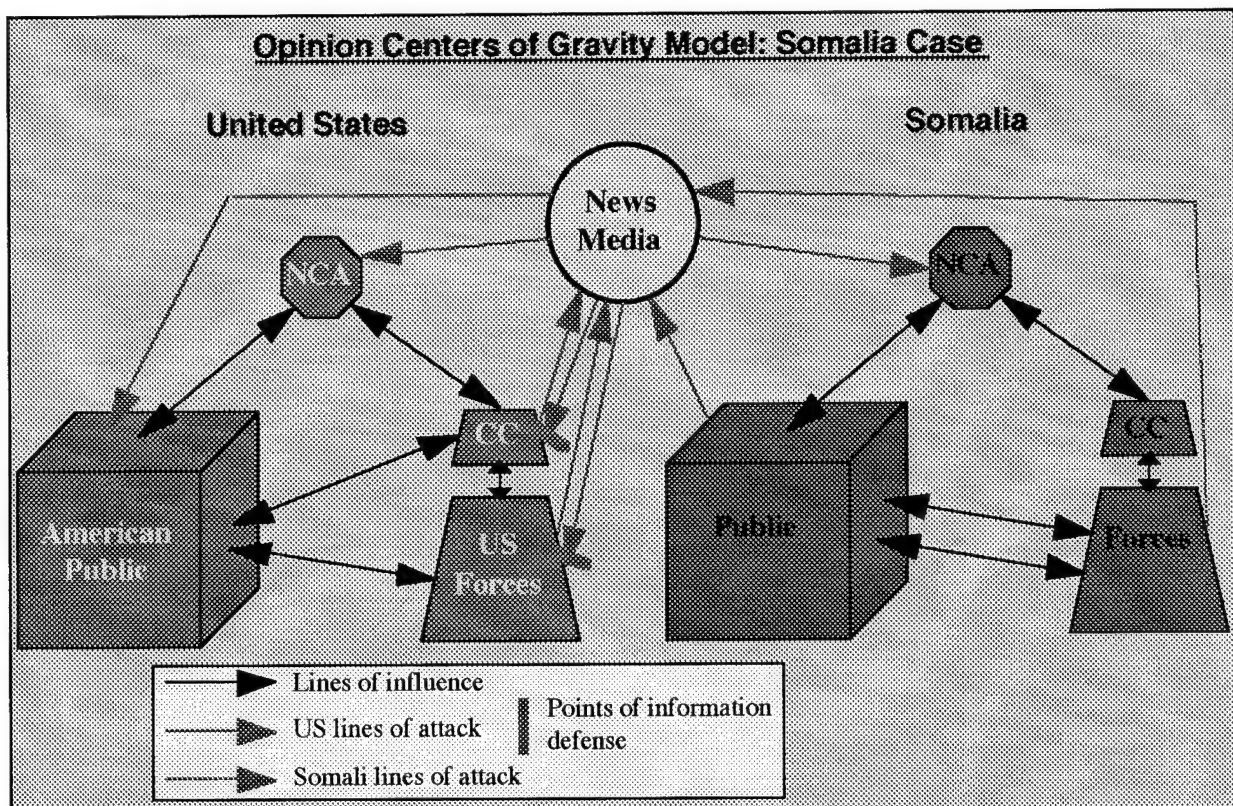 Opinion Centers of Gravity Model: Somalia Case
United States
Somalia
News
Media
NCA
NCA
CC
CC
American
Public
US
Forces
Public
Forces
Lines of influence
US lines of attack
Somali lines of attack
Points of information
defense